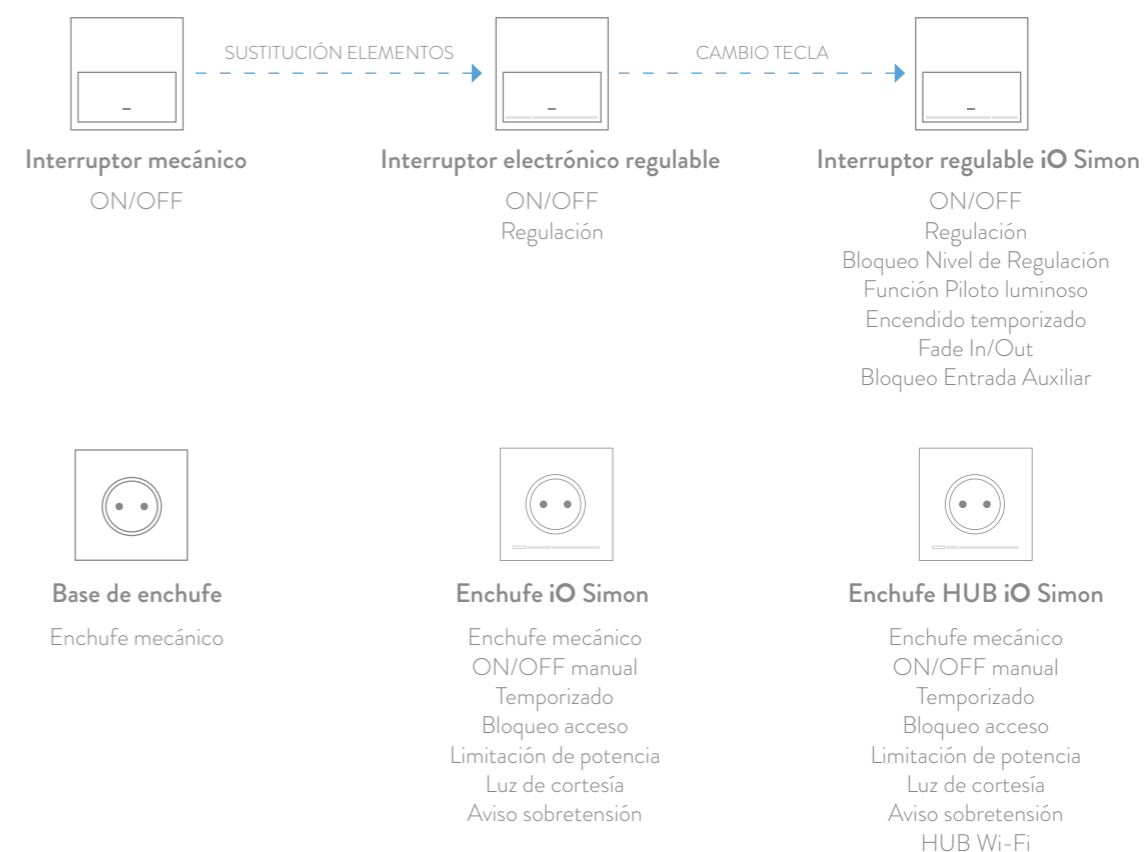 SUSTITUCIÓN ELEMENTOS
CAMBIO TECLA
Interruptor mecánico
ON/OFF
Interruptor electrónico regulable
ON/OFF
Regulación
Interruptor regulable iO Simon
ON/OFF
Regulación
Bloqueo Nivel de Regulación
Función Piloto luminoso
Encendido temporizado
Fade In/Out
Bloqueo Entrada Auxiliar
Base de enchufe
Enchufe mecánico
Enchufe iO Simon
Enchufe mecánico
ON/OFF manual
Temporizado
Bloqueo acceso
Limitación de potencia
Luz de cortesía
Aviso sobretensión
Enchufe HUB iO Simon
Enchufe mecánico
ON/OFF manual
Temporizado
Bloqueo acceso
Limitación de potencia
Luz de cortesía
Aviso sobretensión
HUB Wi-Fi